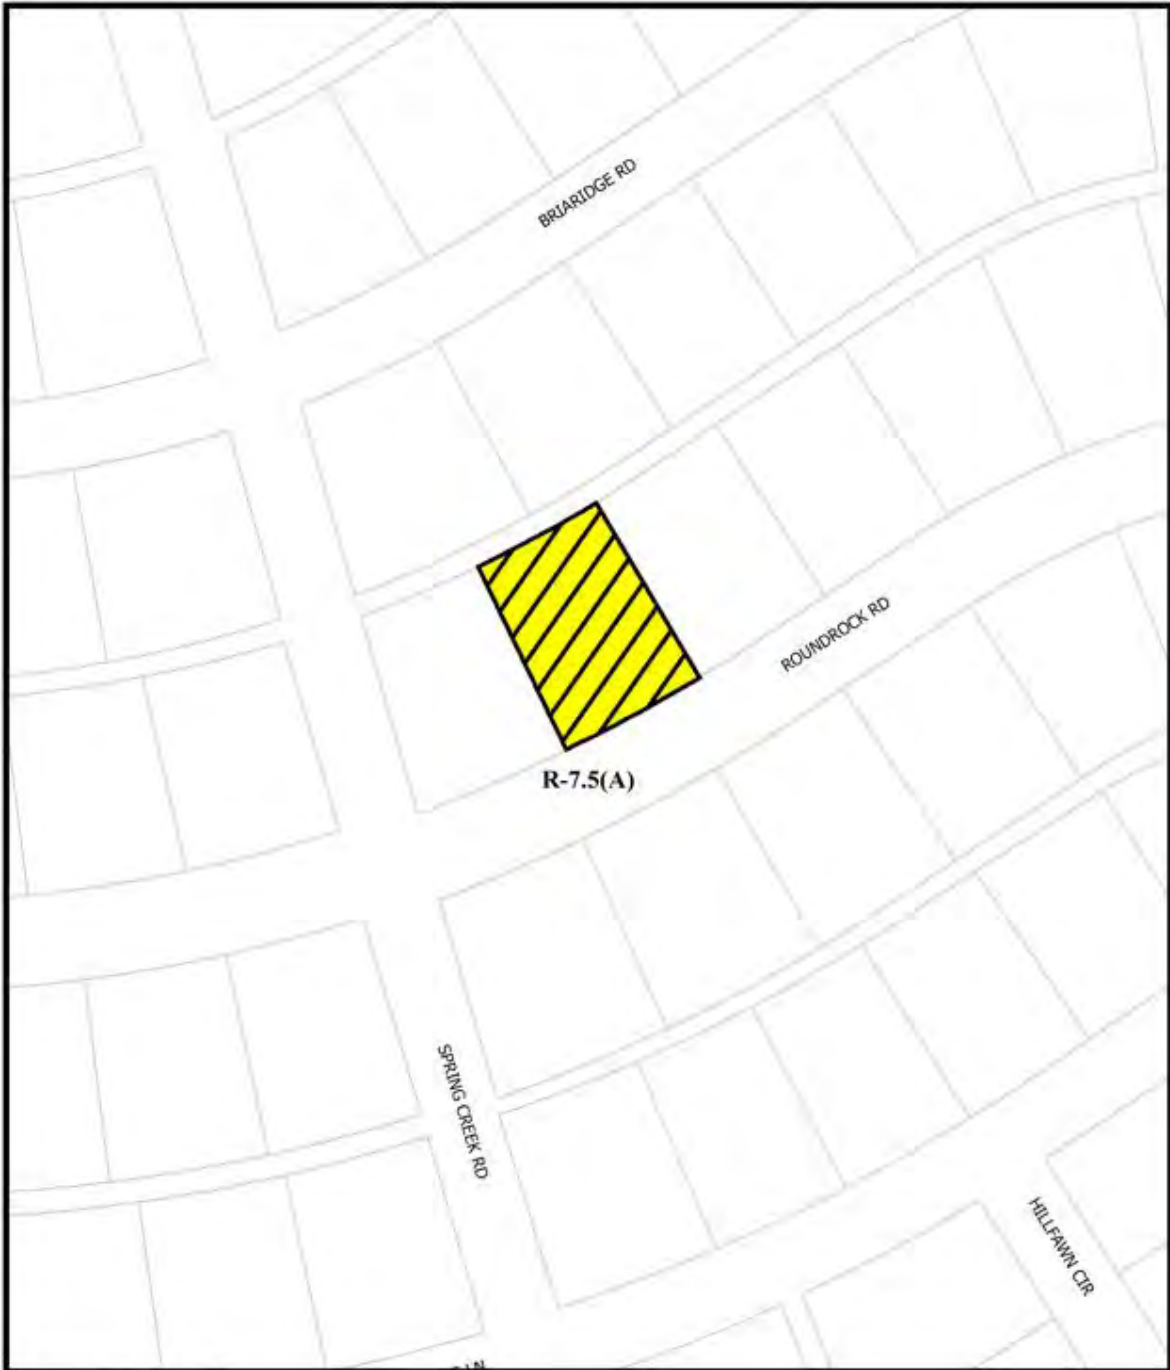 BRIARIDGE RD
ROUNDROCK RD
R-7.5(A)
SPRING CREEK RD
HILLFAWN CIR